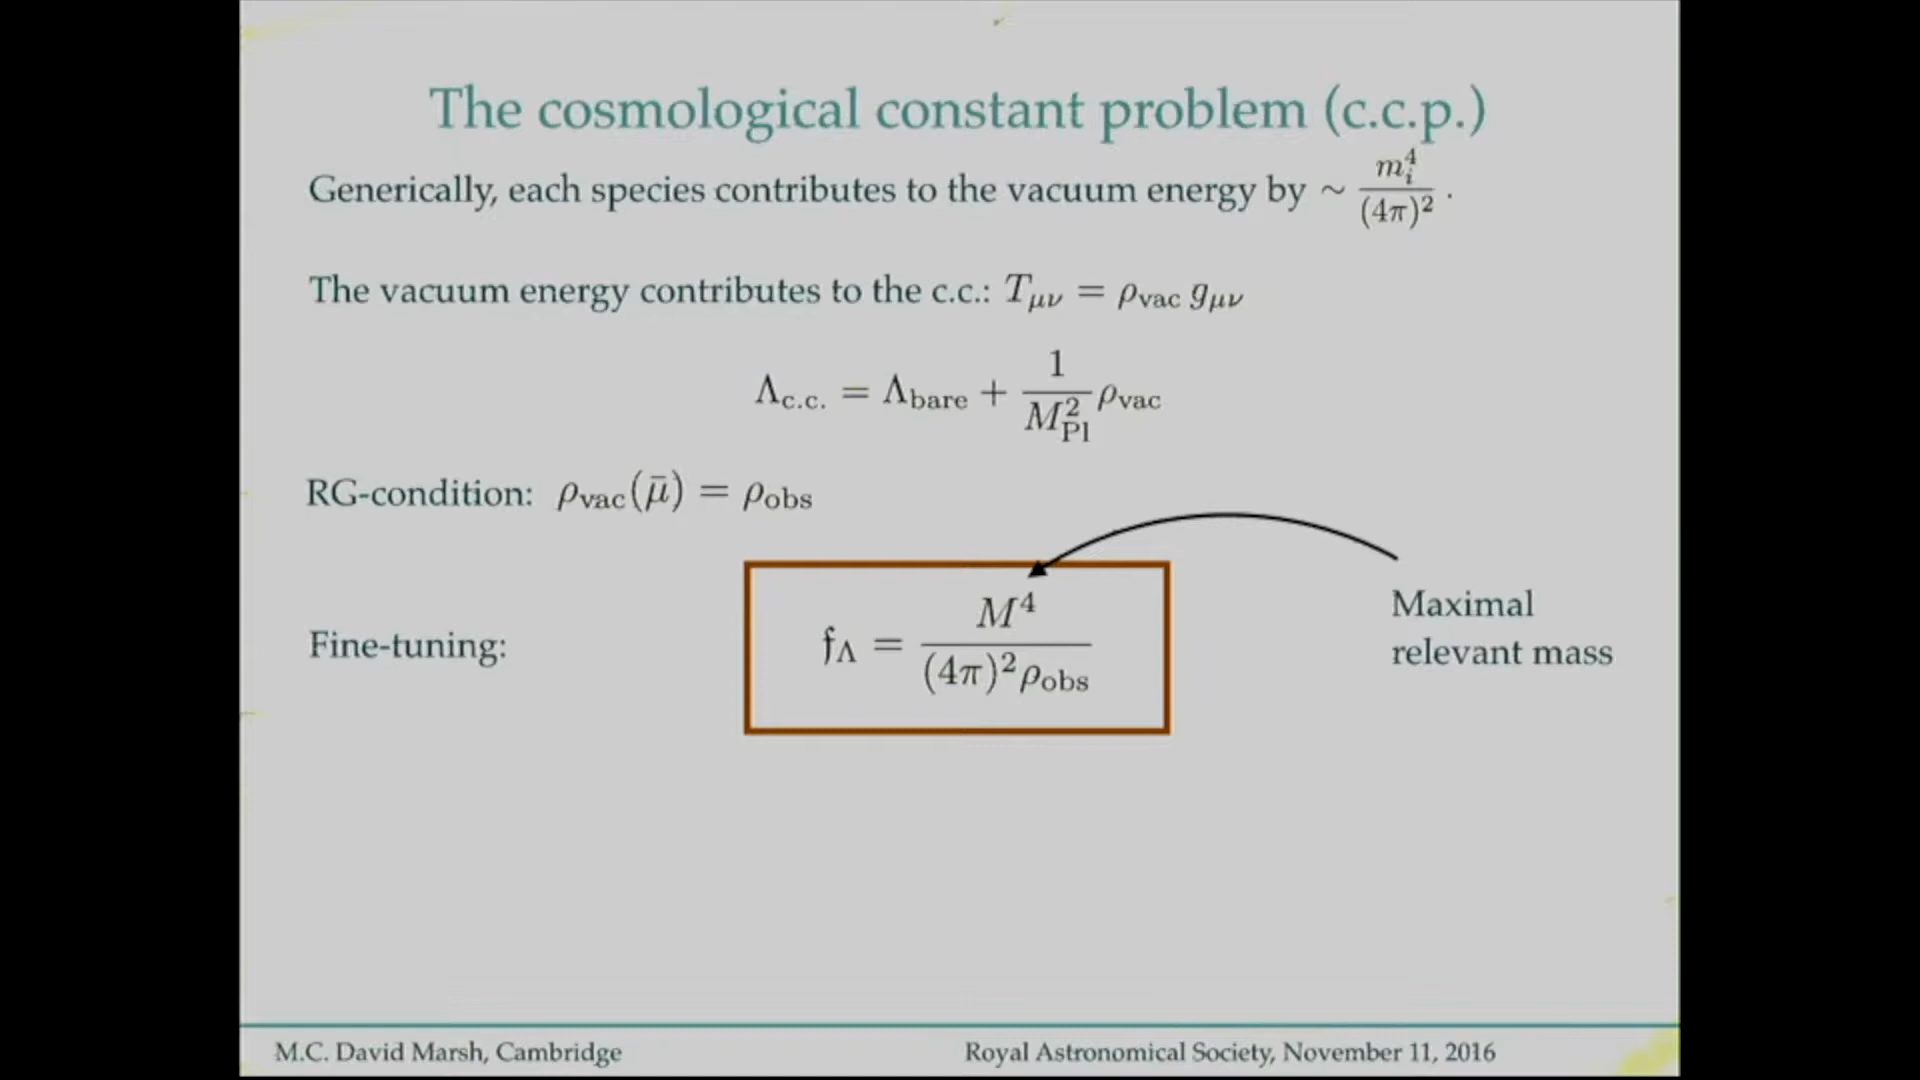 The cosmological constant problem (c.c.p.)
Generically, each species contributes to the vacuum energy by ~ m_i^4 / (4π)^2 .
The vacuum energy contributes to the c.c.: T_μν = ρ_vac g_μν
Λ_c.c. = Λ_bare + 1 / M_Pl^2 ρ_vac
RG-condition: ρ_vac(μ̄) = ρ_obs
Fine-tuning: f_Λ = M^4 / (4π)^2 ρ_obs
Maximal
relevant mass
M.C. David Marsh, Cambridge
Royal Astronomical Society, November 11, 2016